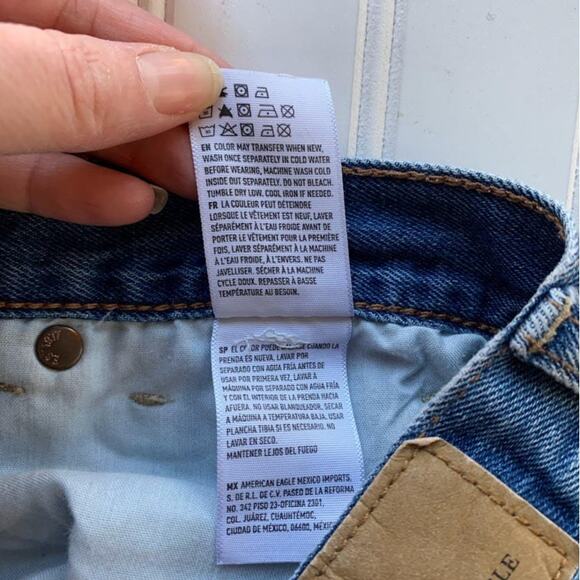 EN COLOR MAY TRANSFER WHEN NEW,
WASH ONCE SEPARATELY IN COLD WATER
BEFORE WEARING, MACHINE WASH COLD
INSIDE OUT SEPARATELY. DO NOT BLEACH.
TUMBLE DRY LOW. COOL IRON IF NEEDED.
FR LA COULEUR PEUT DÉTEINDRE
LORSQUE LE VÊTEMENT EST NEUF, LAVER
SÉPARÉMENT À L'EAU FROIDE AVANT DE
PORTER LE VÊTEMENT POUR LA PREMIÈRE
FOIS, LAVER SÉPARÉMENT À LA MACHINE
À L'EAU FROIDE, À L'ENVERS. NE PAS
JAVELLISER. SÉCHER À LA MACHINE
CYCLE DOUX. REPASSER À BASSE
TEMPÉRATURE AU BESOIN.
SP EL COLOR PUEDE CUANDO LA
PRENDA ES NUEVA, LAVAR POR
SEPARADO CON AGUA FRÍA ANTES DE
USAR POR PRIMERA VEZ, LAVAR A
MÁQUINA POR SEPARADO CON AGUA FRÍA
Y CON EL INTERIOR DE LA PRENDA HACIA
AFUERA. NO USAR BLANQUEADOR, SECAR
A MÁQUINA A TEMPERATURA BAJA. USAR
PLANCHA TIBIA SI ES NECESARIO. NO
LAVAR EN SECO.
MANTENER LEJOS DEL FUEGO
MX AMERICAN EAGLE MEXICO IMPORTS,
S. DE R.L. DE C.V. PASEO DE LA REFORMA
NO. 342 PISO 23-OFICINA 2301,
COL. JUÁREZ, CUAUHTÉMOC,
CIUDAD DE MÉXICO, 06600, MÉXICO